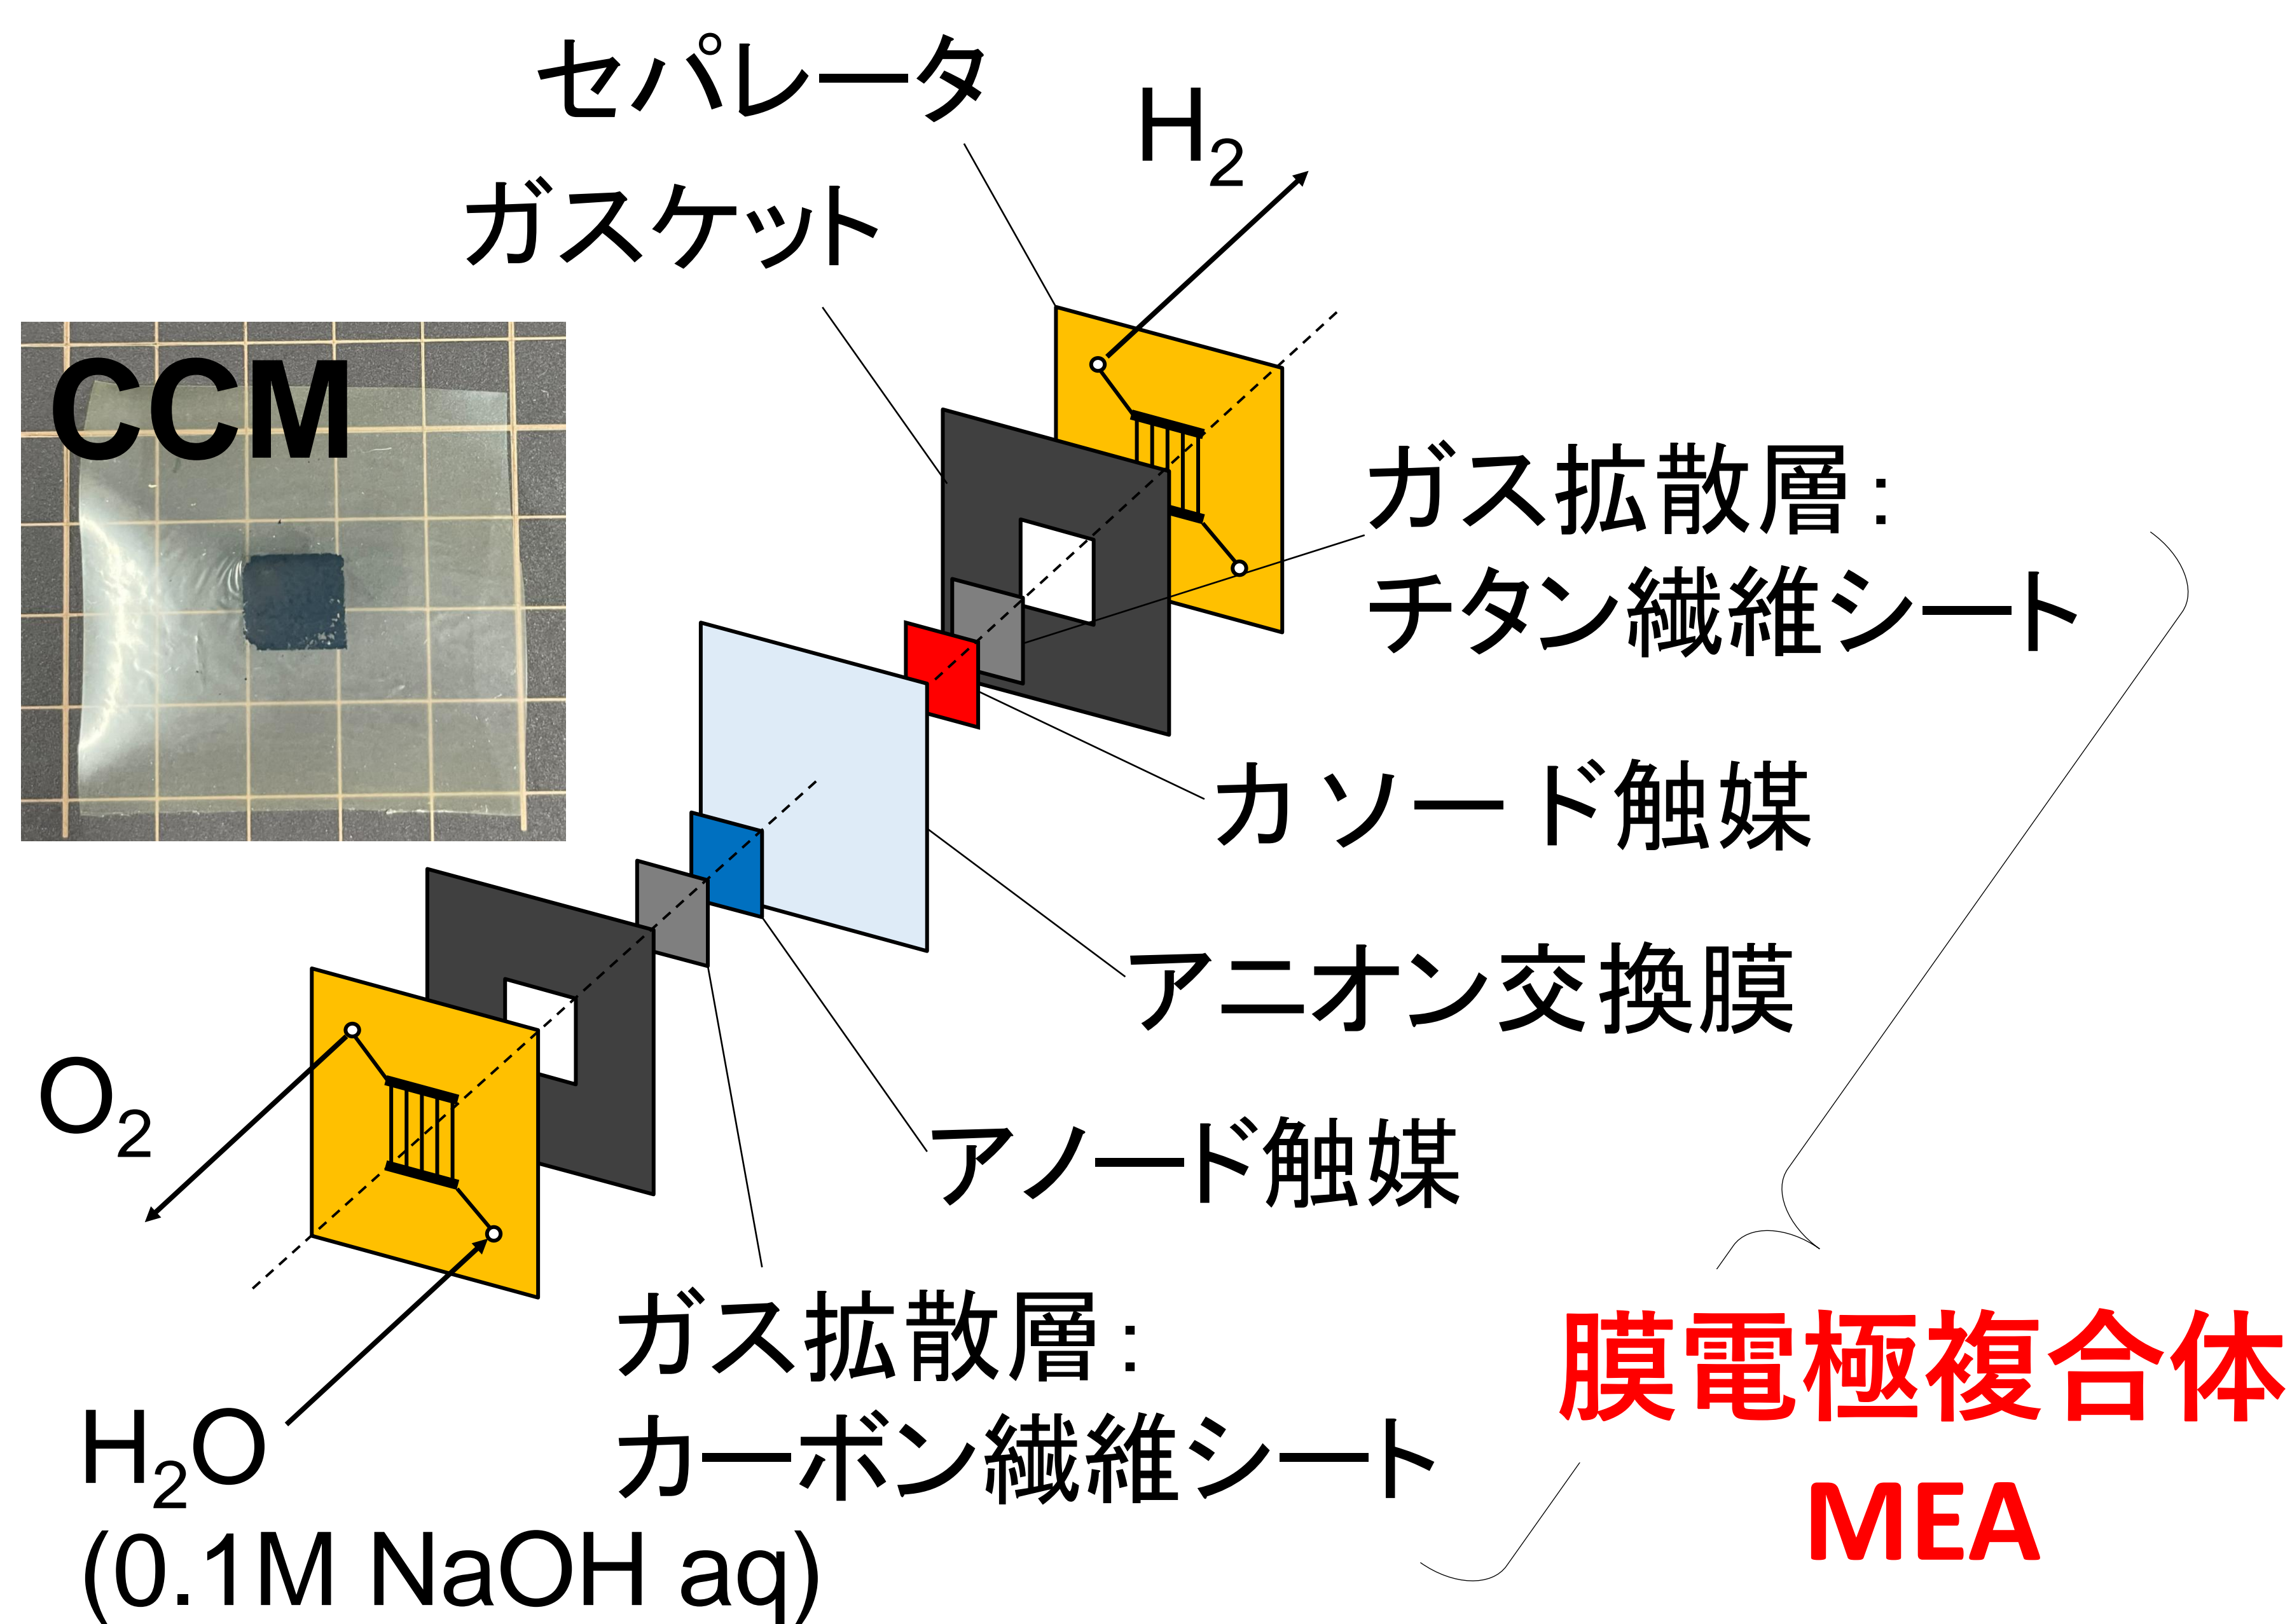 セパレータ
H2
ガスケット
CCM
ガス拡散層:
チタン繊維シート
カソード触媒
アニオン交換膜
O2
アノード触媒
ガス拡散層:
カーボン繊維シート
H2O
(0.1M NaOH aq)
膜電極複合体
MEA